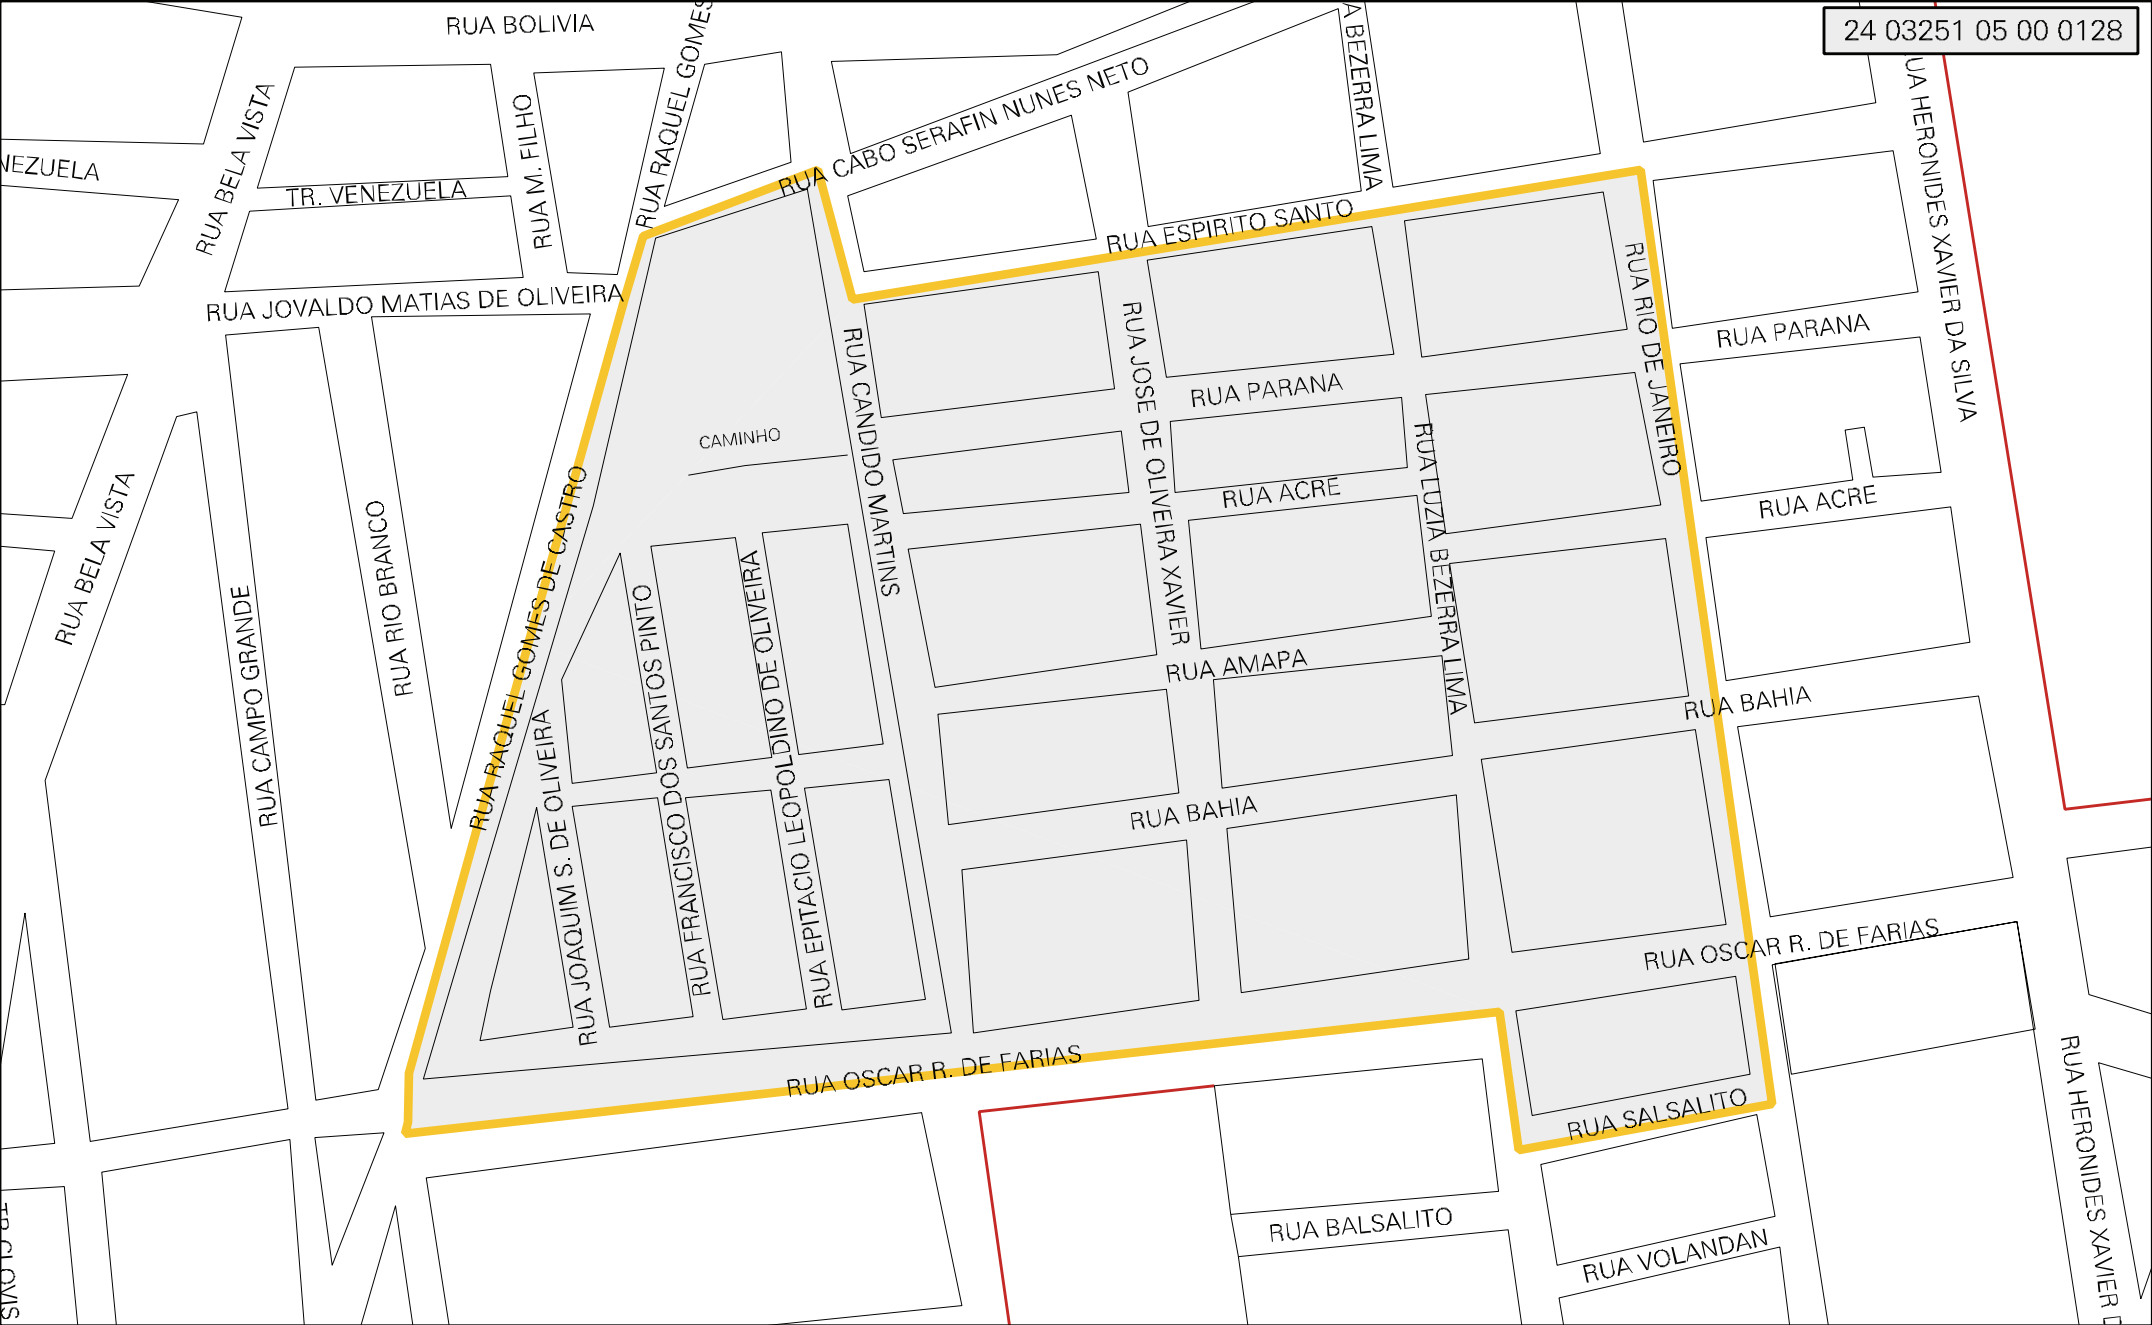 RUA BOLIVIA
24 03251 05 00 0128
RUA RAQUEL GOMES
RUA CABO SERAFIN NUNES NETO
A BEZERRA LIMA
UA HERONIDES XAVIER DA SILVA
RUA BELA VISTA
RUA M. FILHO
NEZUELA
TR. VENEZUELA
RUA ESPIRITO SANTO
RUA JOVALDO MATIAS DE OLIVEIRA
RUA RIO DE JANEIRO
RUA PARANA
RUA CANDIDO MARTINS
RUA JOSE DE OLIVEIRA XAVIER
RUA PARANA
CAMINHO
RUA LUZIA BEZERRA LIMA
RUA ACRE
RUA ACRE
RUA RAQUEL GOMES DE CASTRO
RUA BELA VISTA
RUA RIO BRANCO
RUA CAMPO GRANDE
RUA FRANCISCO DOS SANTOS PINTO
RUA EPITACIO LEOPOLDINO DE OLIVEIRA
RUA JOAQUIM S. DE OLIVEIRA
RUA AMAPA
RUA BAHIA
RUA BAHIA
RUA OSCAR R. DE FARIAS
RUA OSCAR R. DE FARIAS
RUA SALSALITO
RUA HERONIDES XAVIER D
RUA BALSALITO
RUA VOLANDAN
TR CLOVIS